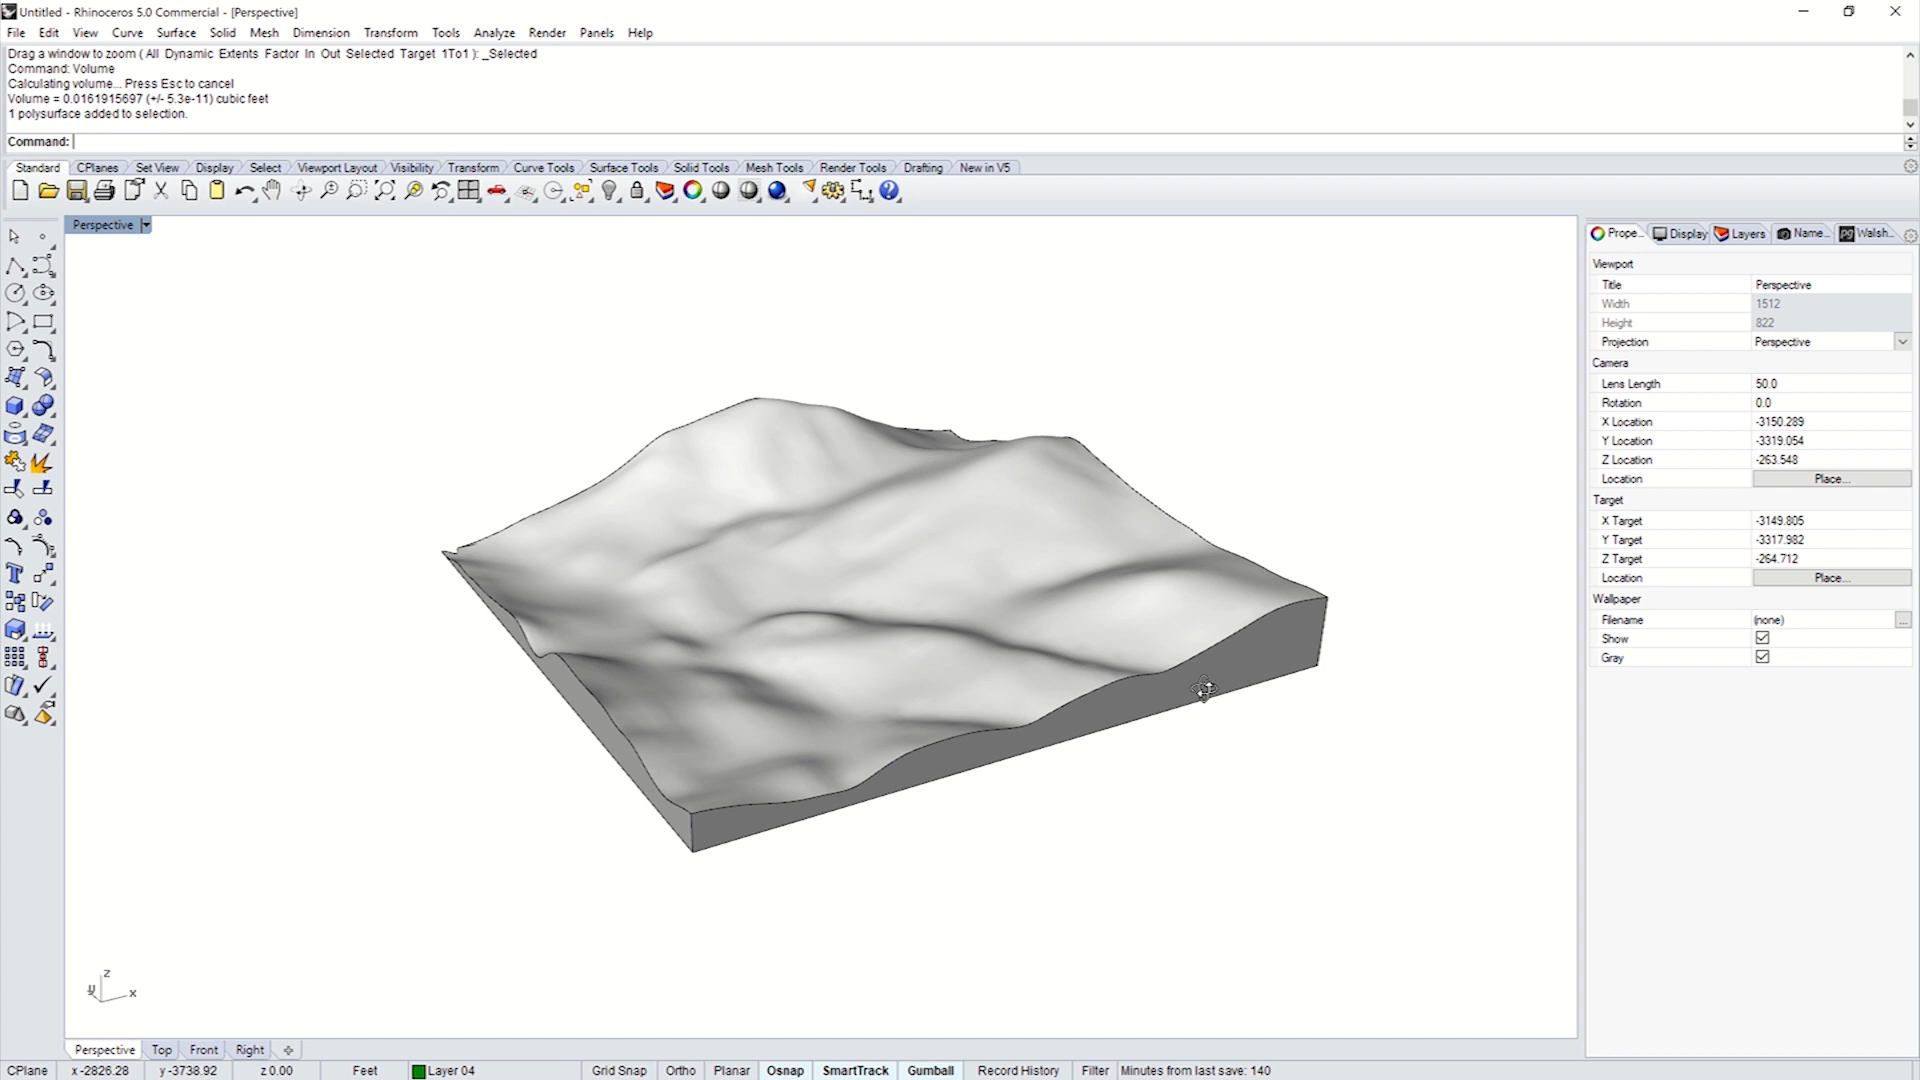 Untitled - Rhinoceros 5.0 Commercial - [Perspective]
File Edit View Curve Surface Solid Mesh Dimension Transform Tools Analyze Render Panels Help
Drag a window to zoom ( All Dynamic Extents Factor In Out Selected Target 1To1 ): _Selected
Command: Volume
Calculating volume... Press Esc to cancel
Volume = 0.0161915697 (+/- 5.3e-11) cubic feet
1 polysurface added to selection.
Command:
Standard CPlanes Set View Display Select Viewport Layout Visibility Transform Curve Tools Surface Tools Solid Tools Mesh Tools Render Tools Drafting New in V5
Perspective
Prope... Display Layers Name... Walsh...
Viewport
Title Perspective
Width 1512
Height 822
Projection Perspective
Camera
Lens Length 50.0
Rotation 0.0
X Location -3150.289
Y Location -3319.054
Z Location -263.548
Location Place...
Target
X Target -3149.805
Y Target -3317.982
Z Target -264.712
Location Place...
Wallpaper
Filename (none) ...
Show
Gray
z
y x
Perspective Top Front Right
CPlane x -2826.28 y -3738.92 z 0.00 Feet Layer 04 Grid Snap Ortho Planar Osnap SmartTrack Gumball Record History Filter Minutes from last save: 140